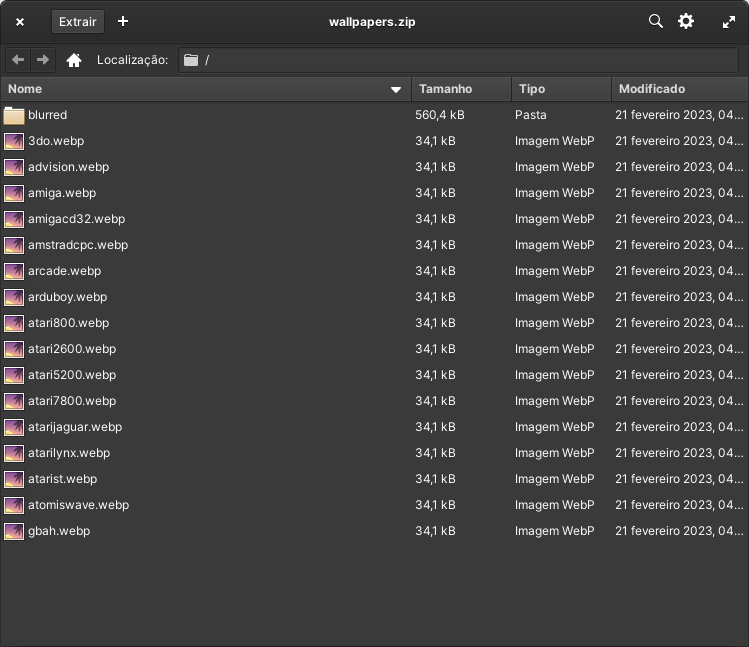 Extrair wallpapers.zip
Localização: /
Nome Tamanho Tipo Modificado
blurred 560,4 kB Pasta 21 fevereiro 2023, 04...
3do.webp 34,1 kB Imagem WebP 21 fevereiro 2023, 04...
advision.webp 34,1 kB Imagem WebP 21 fevereiro 2023, 04...
amiga.webp 34,1 kB Imagem WebP 21 fevereiro 2023, 04...
amigacd32.webp 34,1 kB Imagem WebP 21 fevereiro 2023, 04...
amstradcpc.webp 34,1 kB Imagem WebP 21 fevereiro 2023, 04...
arcade.webp 34,1 kB Imagem WebP 21 fevereiro 2023, 04...
arduboy.webp 34,1 kB Imagem WebP 21 fevereiro 2023, 04...
atari800.webp 34,1 kB Imagem WebP 21 fevereiro 2023, 04...
atari2600.webp 34,1 kB Imagem WebP 21 fevereiro 2023, 04...
atari5200.webp 34,1 kB Imagem WebP 21 fevereiro 2023, 04...
atari7800.webp 34,1 kB Imagem WebP 21 fevereiro 2023, 04...
atarijaguar.webp 34,1 kB Imagem WebP 21 fevereiro 2023, 04...
atarilynx.webp 34,1 kB Imagem WebP 21 fevereiro 2023, 04...
atarist.webp 34,1 kB Imagem WebP 21 fevereiro 2023, 04...
atomiswave.webp 34,1 kB Imagem WebP 21 fevereiro 2023, 04...
gbah.webp 34,1 kB Imagem WebP 21 fevereiro 2023, 04...